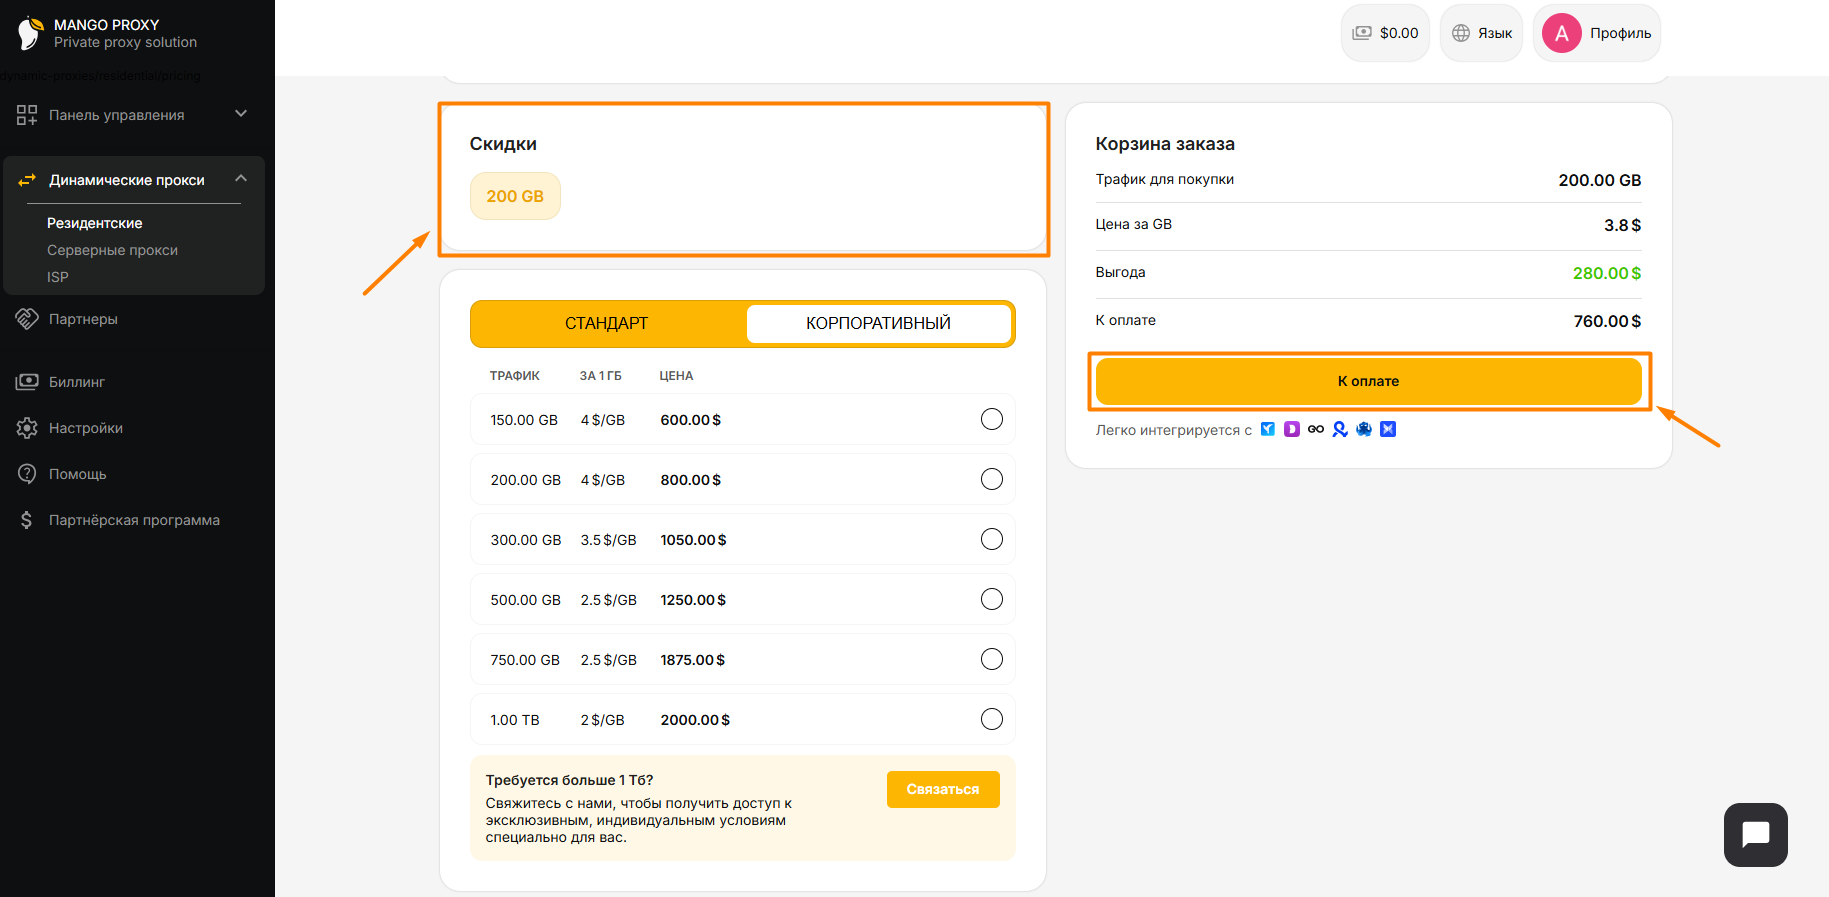 MANGO PROXY
Private proxy solution
dynamic-proxies/residential/pricing
Панель управления
Динамические прокси
Резидентские
Серверные прокси
ISP
Партнеры
Биллинг
Настройки
Помощь
Партнёрская программа
$0.00
Язык
A
Профиль
Скидки
200 GB
СТАНДАРТ
КОРПОРАТИВНЫЙ
ТРАФИК ЗА 1 ГБ ЦЕНА
150.00 GB 4 $/GB 600.00 $
200.00 GB 4 $/GB 800.00 $
300.00 GB 3.5 $/GB 1050.00 $
500.00 GB 2.5 $/GB 1250.00 $
750.00 GB 2.5 $/GB 1875.00 $
1.00 TB 2 $/GB 2000.00 $
Требуется больше 1 Тб?
Свяжитесь с нами, чтобы получить доступ к
эксклюзивным, индивидуальным условиям
специально для вас.
Связаться
Корзина заказа
Трафик для покупки 200.00 GB
Цена за GB 3.8 $
Выгода 280.00 $
К оплате 760.00 $
К оплате
Легко интегрируется с